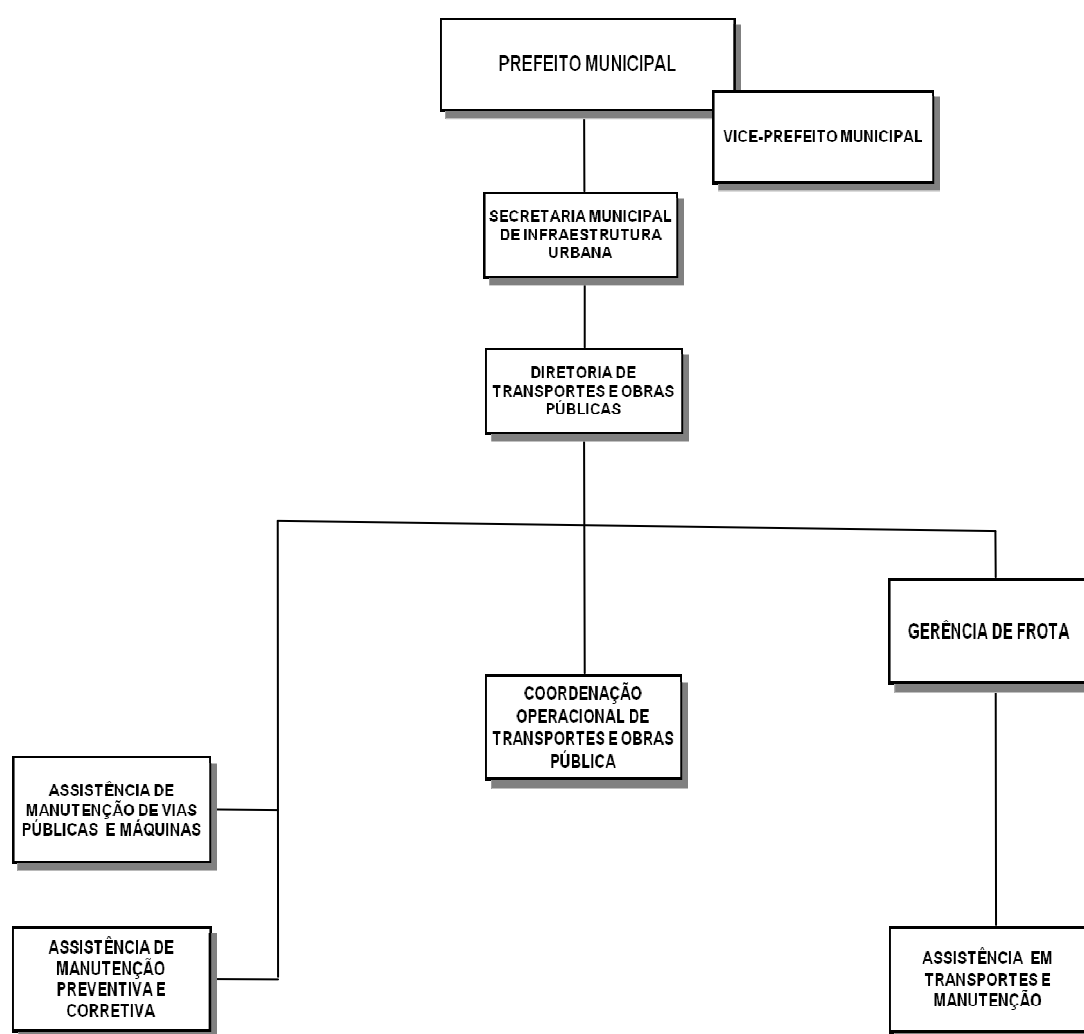 PREFEITO MUNICIPAL
VICE-PREFEITO MUNICIPAL
SECRETARIA MUNICIPAL
DE INFRAESTRUTURA
URBANA
DIRETORIA DE
TRANSPORTES E OBRAS
PÚBLICAS
GERÊNCIA DE FROTA
COORDENAÇÃO
OPERACIONAL DE
TRANSPORTES E OBRAS
PÚBLICA
ASSISTÊNCIA DE
MANUTENÇÃO DE VIAS
PÚBLICAS E MÁQUINAS
ASSISTÊNCIA DE
MANUTENÇÃO
PREVENTIVA E
CORRETIVA
ASSISTÊNCIA EM
TRANSPORTES E
MANUTENÇÃO